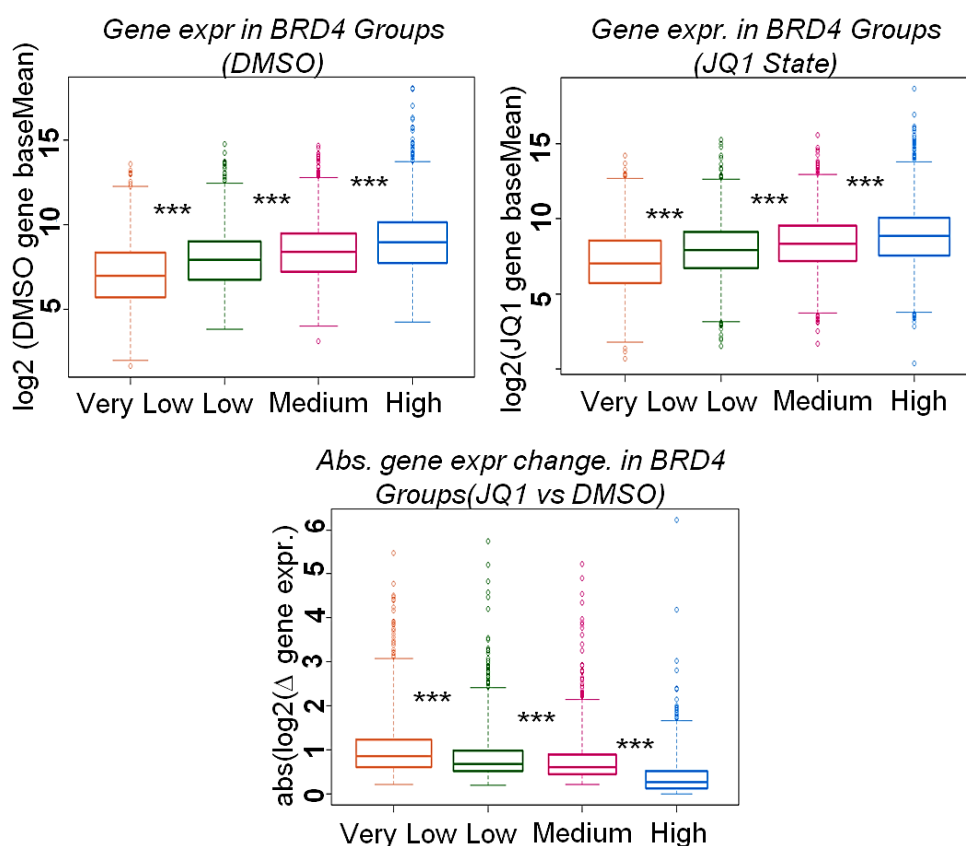 Gene expr in BRD4 Groups
(DMSO)
log2 (DMSO gene baseMean)
15
10
5
***
***
***
Very Low Low Medium High
Gene expr. in BRD4 Groups
(JQ1 State)
log2(JQ1 gene baseMean)
15
10
5
***
***
***
Very Low Low Medium High
Abs. gene expr change. in BRD4
Groups(JQ1 vs DMSO)
abs(log2(Δ gene expr.)
6
5
4
3
2
1
0
***
***
***
Very Low Low Medium High